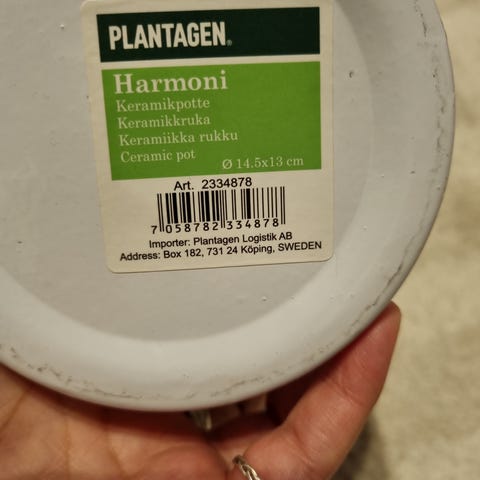 PLANTAGEN®
Harmoni
Keramikpotte
Keramikkruka
Keramiikka rukku
Ceramic pot
Ø 14.5x13 cm
Art. 2334878
7 058782 334878
Importer: Plantagen Logistik AB
Address: Box 182, 731 24 Köping, SWEDEN